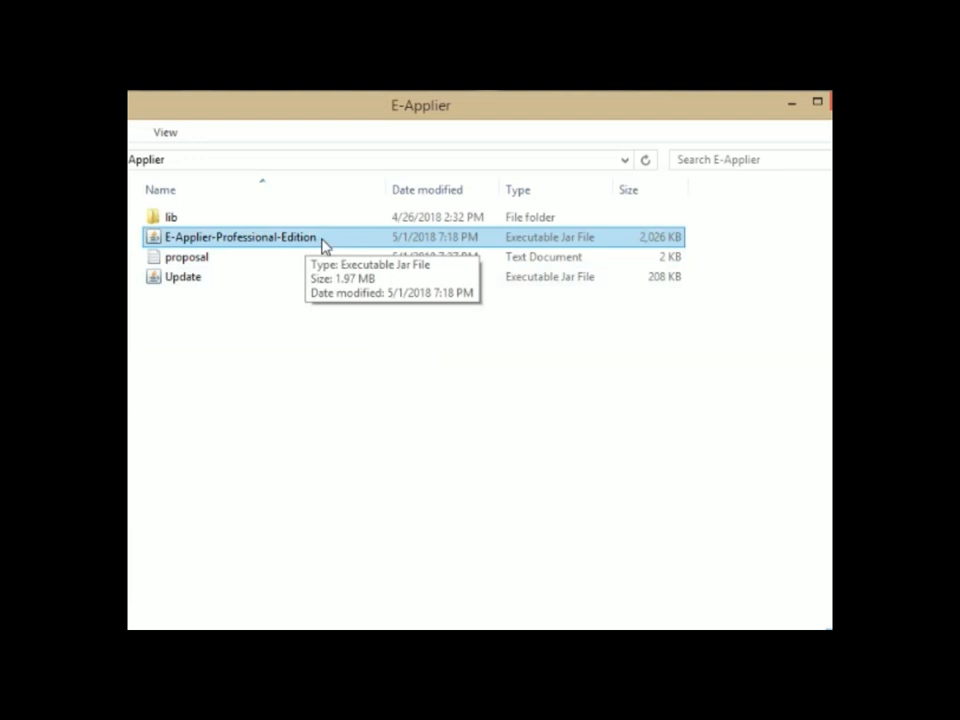 E-Applier
View
Applier
Search E-Applier
Name Date modified Type Size
lib 4/26/2018 2:32 PM File folder
E-Applier-Professional-Edition 5/1/2018 7:18 PM Executable Jar File 2,026 KB
proposal Text Document 2 KB
Update Executable Jar File 208 KB
Type: Executable Jar File
Size: 1.97 MB
Date modified: 5/1/2018 7:18 PM